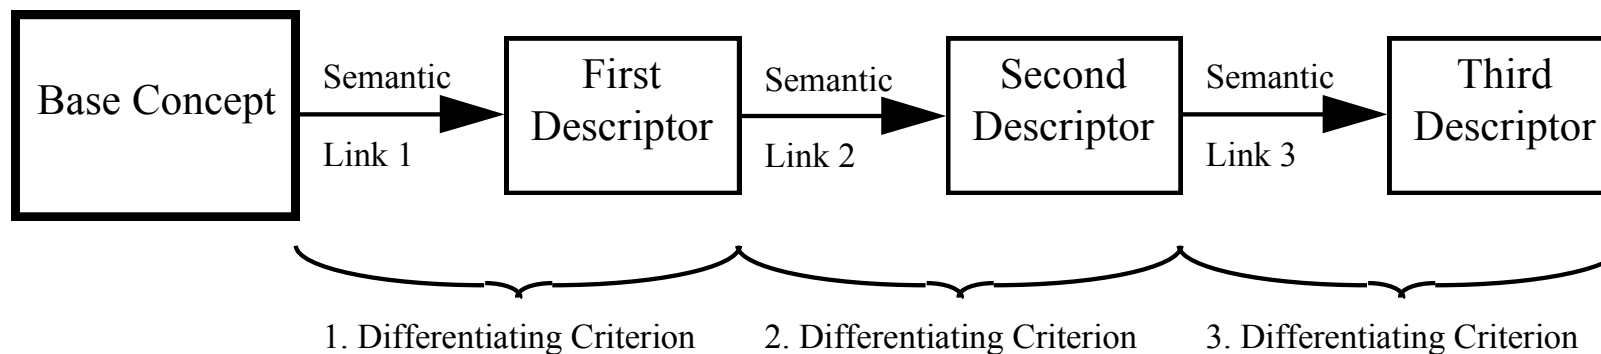 Base Concept
Semantic
Link 1
First
Descriptor
Semantic
Link 2
Second
Descriptor
Semantic
Link 3
Third
Descriptor
1. Differentiating Criterion
2. Differentiating Criterion
3. Differentiating Criterion